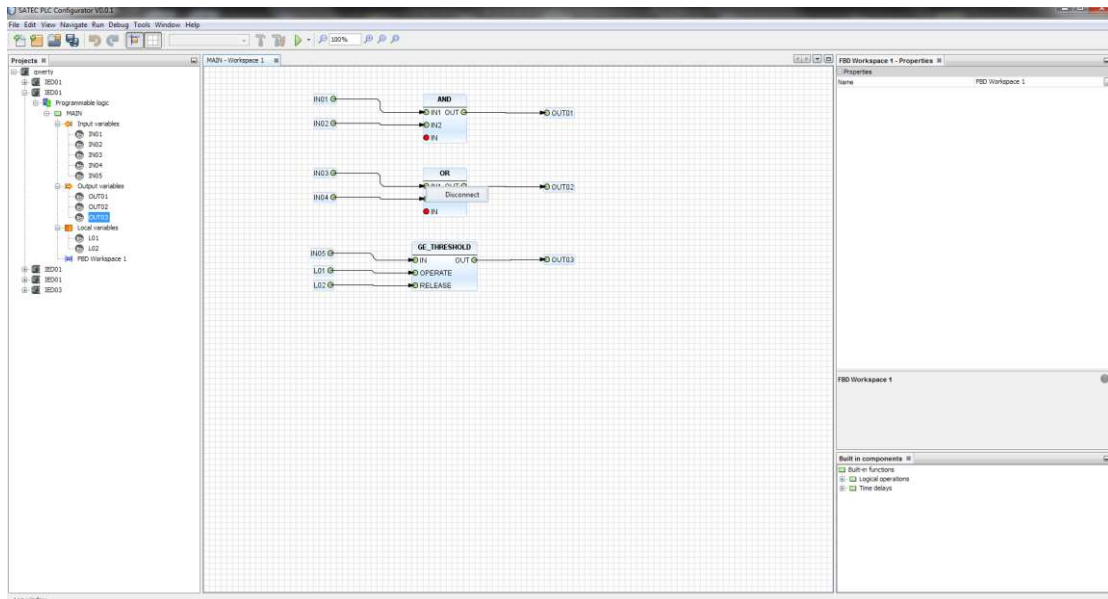 SATEC PLC Configurator V0.0.1
File Edit View Navigate Run Debug Tools Window Help
100%
Projects
qwerty
IED01
IED01
Programmable logic
MAIN
Input variables
IN01
IN02
IN03
IN04
IN05
Output variables
OUT01
OUT02
OUT03
Local variables
L01
L02
FBD Workspace 1
IED01
IED01
IED03
MAIN - Workspace 1
IN01
AND
IN1 OUT
OUT01
IN02
IN2
IN
IN03
OR
IN1 OUT
OUT02
Disconnect
IN04
IN
GE_THRESHOLD
IN05
IN OUT
OUT03
L01
OPERATE
L02
RELEASE
FBD Workspace 1 - Properties
Properties
Name FBD Workspace 1
FBD Workspace 1
Built in components
Built-in functions
Logical operations
Time delays